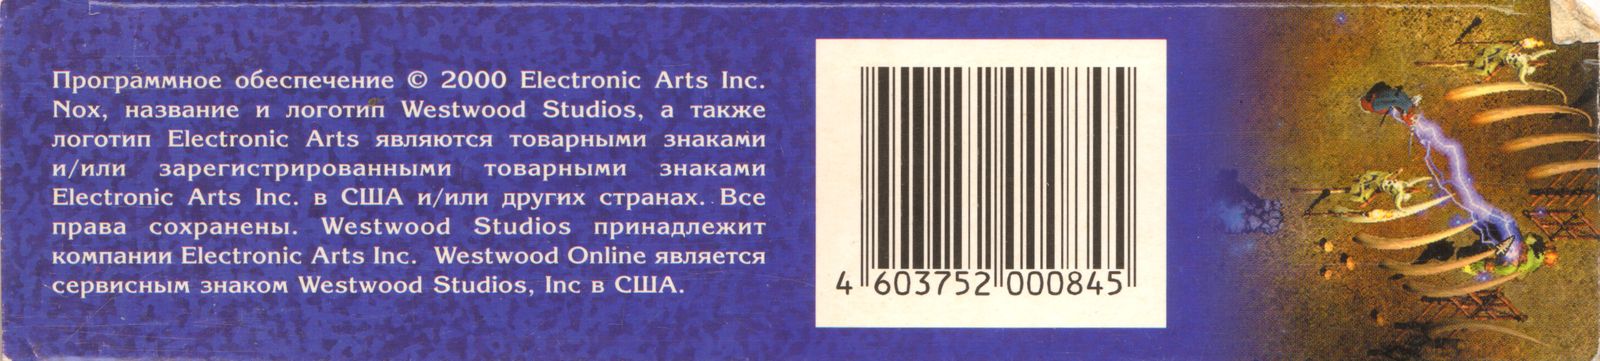 Программное обеспечение © 2000 Electronic Arts Inc.
Nox, название и логотип Westwood Studios, а также
логотип Electronic Arts являются товарными знаками
и/или зарегистрированными товарными знаками
Electronic Arts Inc. в США и/или других странах. Все
права сохранены. Westwood Studios принадлежит
компании Electronic Arts Inc. Westwood Online является
сервисным знаком Westwood Studios, Inc в США.
4 603752 000845